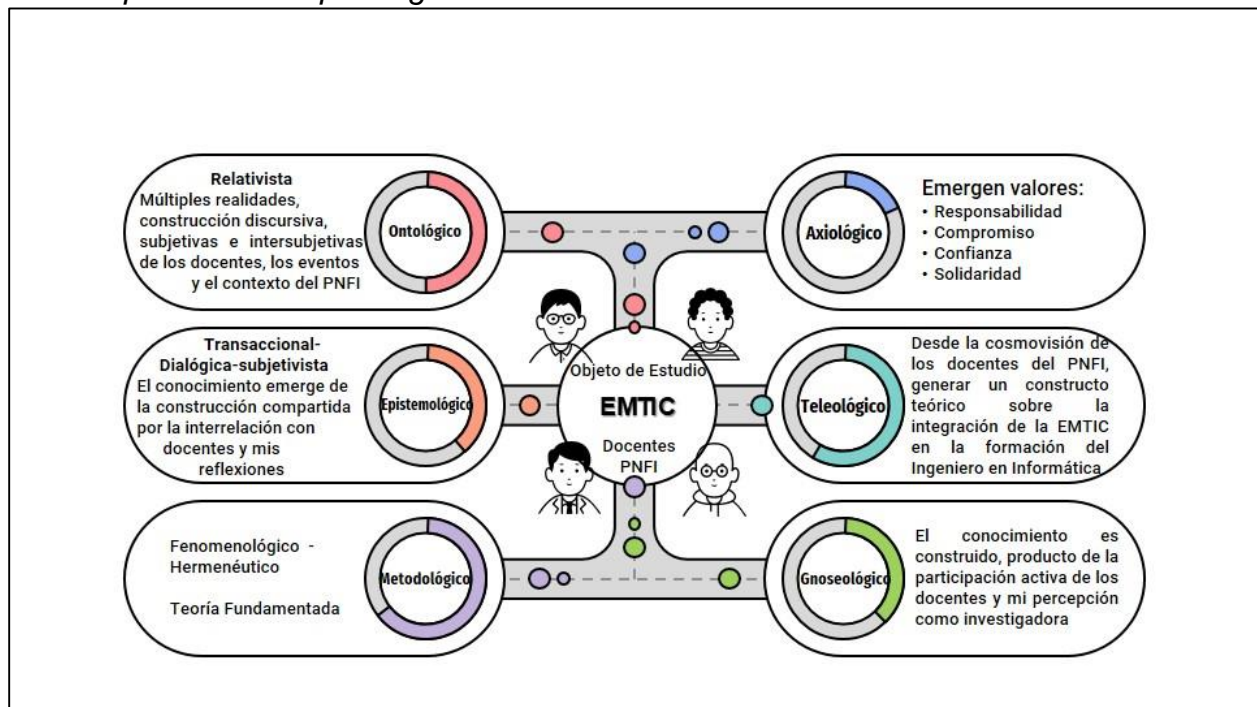 Relativista
Múltiples realidades,
construcción discursiva,
subjetivas e intersubjetivas
de los docentes, los eventos
y el contexto del PNFI
Ontológico
Transaccional-
Dialógica-subjetivista
El conocimiento emerge de
la construcción compartida
por la interrelación con
docentes y mis
reflexiones
Epistemológico
Fenomenológico -
Hermenéutico
Teoría Fundamentada
Metodológico
Objeto de Estudio
EMTIC
Docentes
PNFI
Axiológico
Emergen valores:
• Responsabilidad
• Compromiso
• Confianza
• Solidaridad
Teleológico
Desde la cosmovisión de
los docentes del PNFI,
generar un constructo
teórico sobre la
integración de la EMTIC
en la formación del
Ingeniero en Informática
Gnoseológico
El conocimiento es
construido, producto de la
participación activa de los
docentes y mi percepción
como investigadora